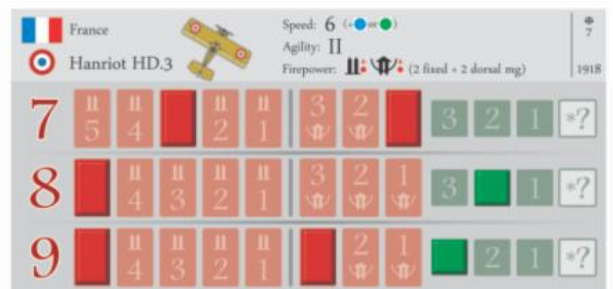 France
Speed: 6 (+ or )
7
Agility: II
Hanriot HD.3
Firepower: (2 fixed + 2 dorsal mg)
1918
7 5 4 2 1 3 2 3 2 1 *?
8 4 3 2 1 3 2 1 3 1 *?
9 4 3 2 1 2 1 2 1 *?